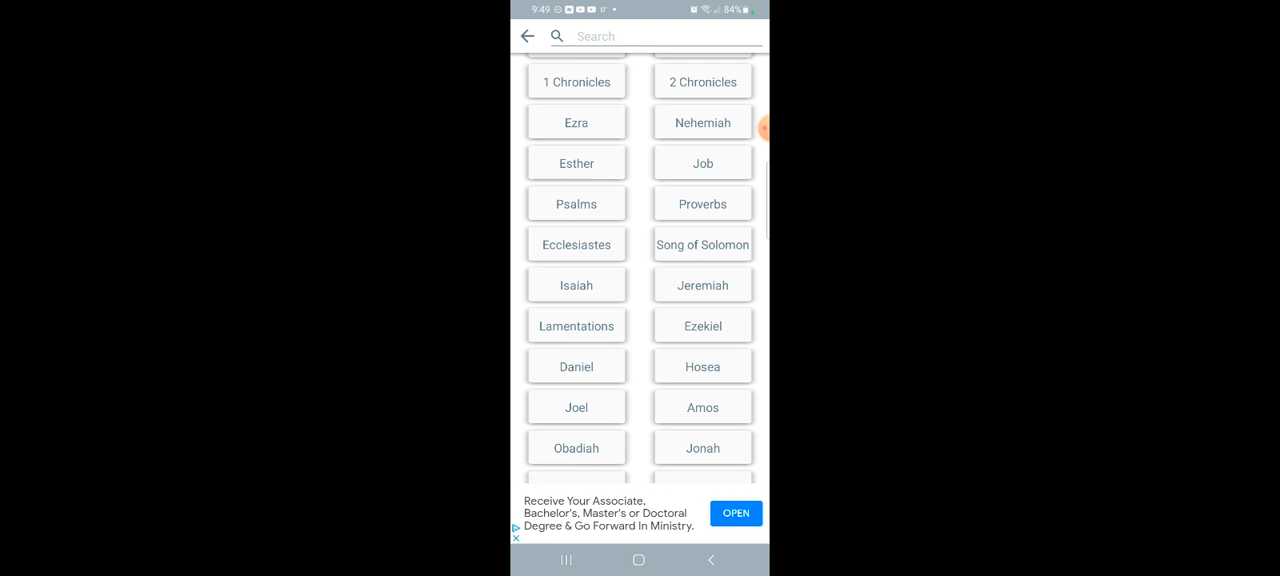 9:49 84%
Search
1 Chronicles 2 Chronicles
Ezra Nehemiah
Esther Job
Psalms Proverbs
Ecclesiastes Song of Solomon
Isaiah Jeremiah
Lamentations Ezekiel
Daniel Hosea
Joel Amos
Obadiah Jonah
Receive Your Associate,
Bachelor's, Master's or Doctoral
Degree & Go Forward In Ministry.
OPEN